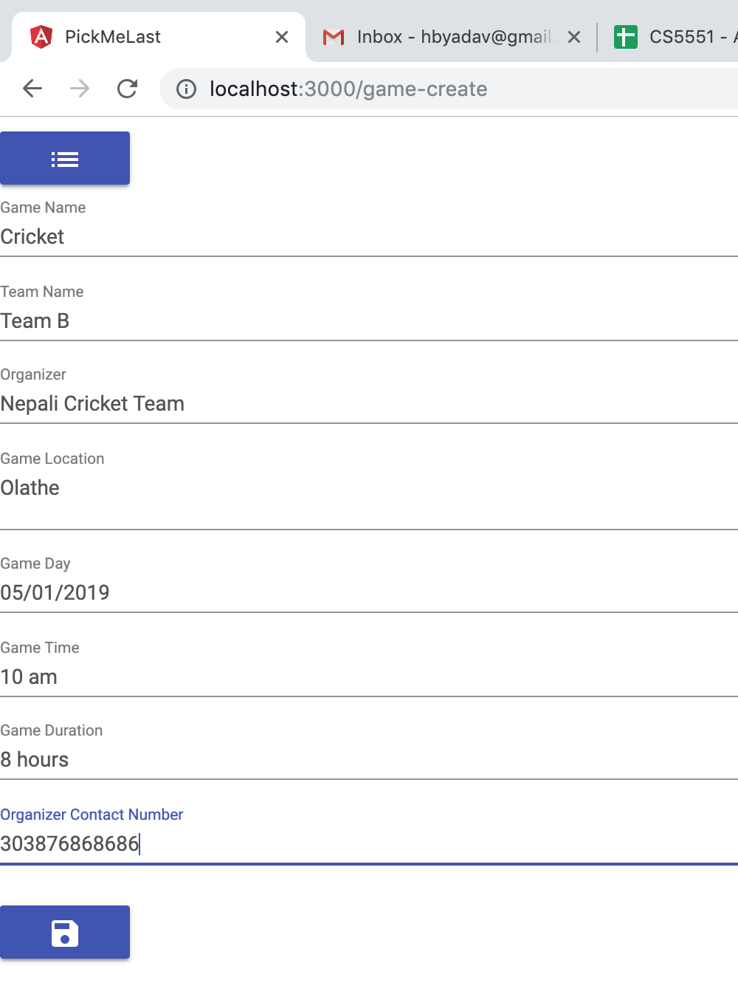 PickMeLast
Inbox - hbyadav@gmail.
CS5551 -
localhost:3000/game-create
Game Name
Cricket
Team Name
Team B
Organizer
Nepali Cricket Team
Game Location
Olathe
Game Day
05/01/2019
Game Time
10 am
Game Duration
8 hours
Organizer Contact Number
303876868686